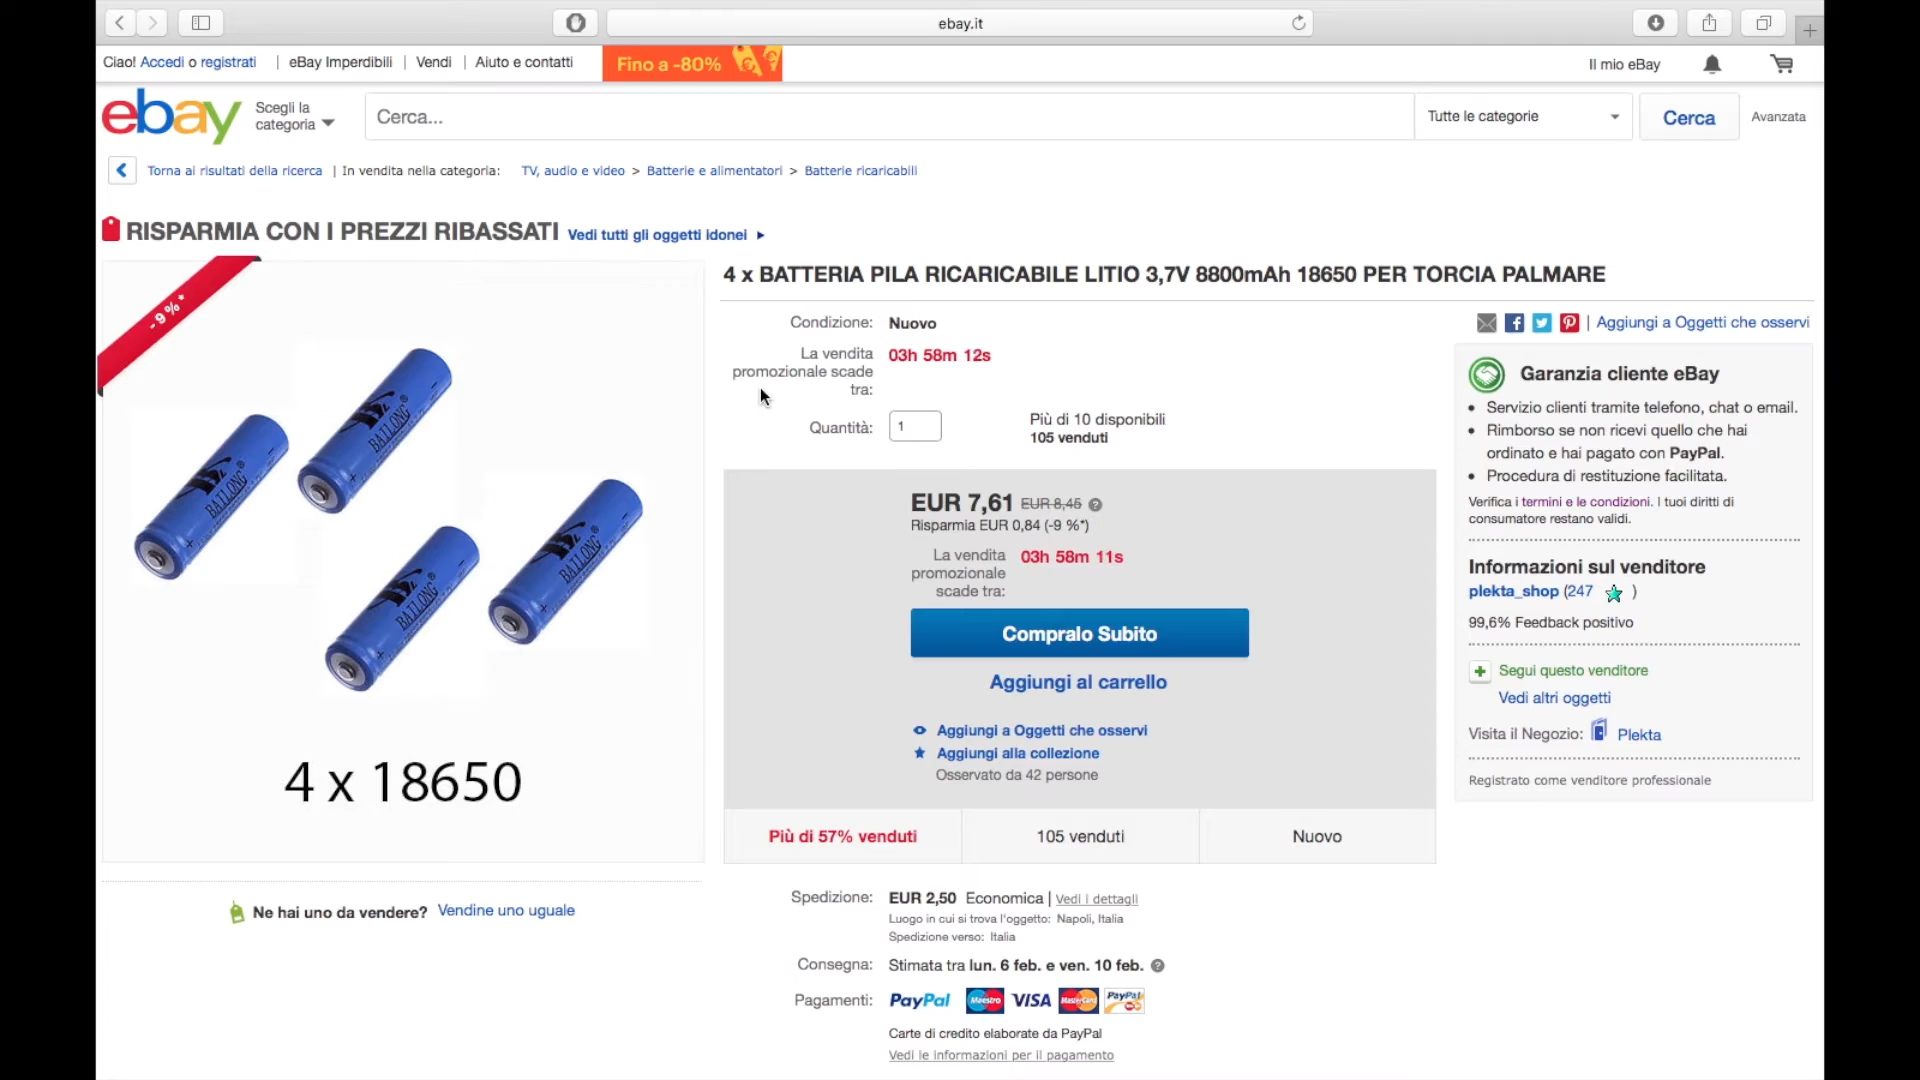 ebay.it
Ciao! Accedi o registrati | eBay Imperdibili | Vendi | Aiuto e contatti
Fino a -80%
Il mio eBay
ebay
Scegli la
categoria
Cerca...
Tutte le categorie
Cerca
Avanzata
Torna ai risultati della ricerca | In vendita nella categoria: TV, audio e video > Batterie e alimentatori > Batterie ricaricabili
RISPARMIA CON I PREZZI RIBASSATI Vedi tutti gli oggetti idonei
-9%*
BAILONG®
BAILONG®
BAILONG®
BAILONG®
4 x 18650
Ne hai uno da vendere? Vendine uno uguale
4 x BATTERIA PILA RICARICABILE LITIO 3,7V 8800mAh 18650 PER TORCIA PALMARE
Condizione: Nuovo
La vendita
promozionale scade
tra:
03h 58m 12s
Quantità: 1
Più di 10 disponibili
105 venduti
EUR 7,61 EUR 8,45
Risparmia EUR 0,84 (-9 %*)
La vendita
promozionale
scade tra:
03h 58m 11s
Compralo Subito
Aggiungi al carrello
Aggiungi a Oggetti che osservi
Aggiungi alla collezione
Osservato da 42 persone
Più di 57% venduti
105 venduti
Nuovo
Spedizione: EUR 2,50 Economica | Vedi i dettagli
Luogo in cui si trova l'oggetto: Napoli, Italia
Spedizione verso: Italia
Consegna: Stimata tra lun. 6 feb. e ven. 10 feb.
Pagamenti: PayPal Maestro VISA MasterCard PayPal
Carte di credito elaborate da PayPal
Vedi le informazioni per il pagamento
| Aggiungi a Oggetti che osservi
Garanzia cliente eBay
• Servizio clienti tramite telefono, chat o email.
• Rimborso se non ricevi quello che hai
ordinato e hai pagato con PayPal.
• Procedura di restituzione facilitata.
Verifica i termini e le condizioni. I tuoi diritti di
consumatore restano validi.
Informazioni sul venditore
plekta_shop (247 )
99,6% Feedback positivo
Segui questo venditore
Vedi altri oggetti
Visita il Negozio: Plekta
Registrato come venditore professionale